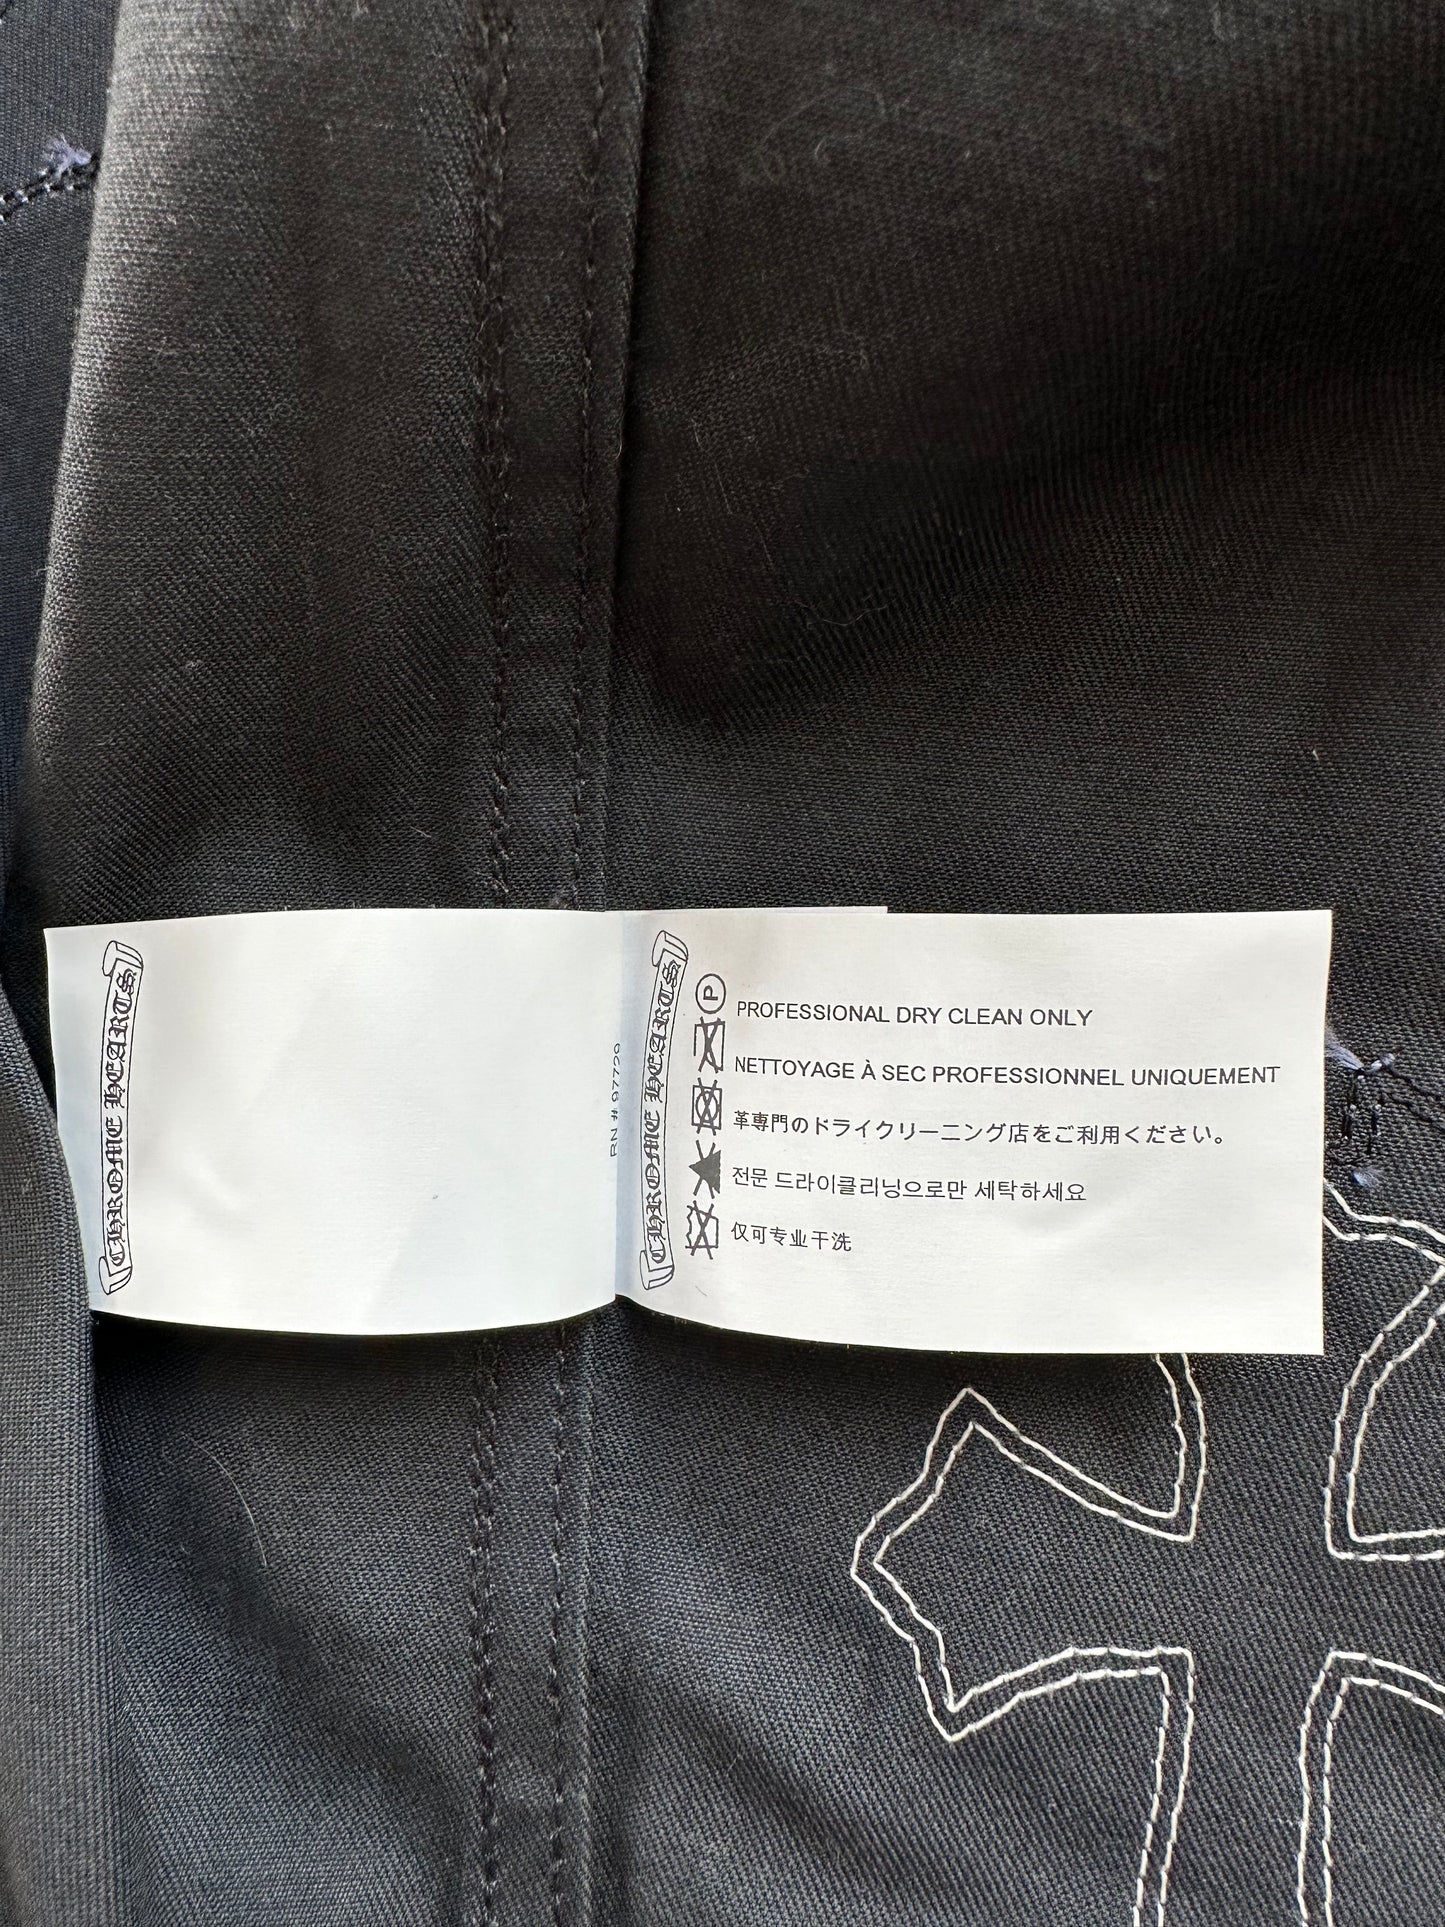 CHROME HEARTS
RN # 97729
CHROME HEARTS
P
PROFESSIONAL DRY CLEAN ONLY
NETTOYAGE À SEC PROFESSIONNEL UNIQUEMENT
革専門のドライクリーニング店をご利用ください。
전문 드라이클리닝으로만 세탁하세요
仅可专业干洗